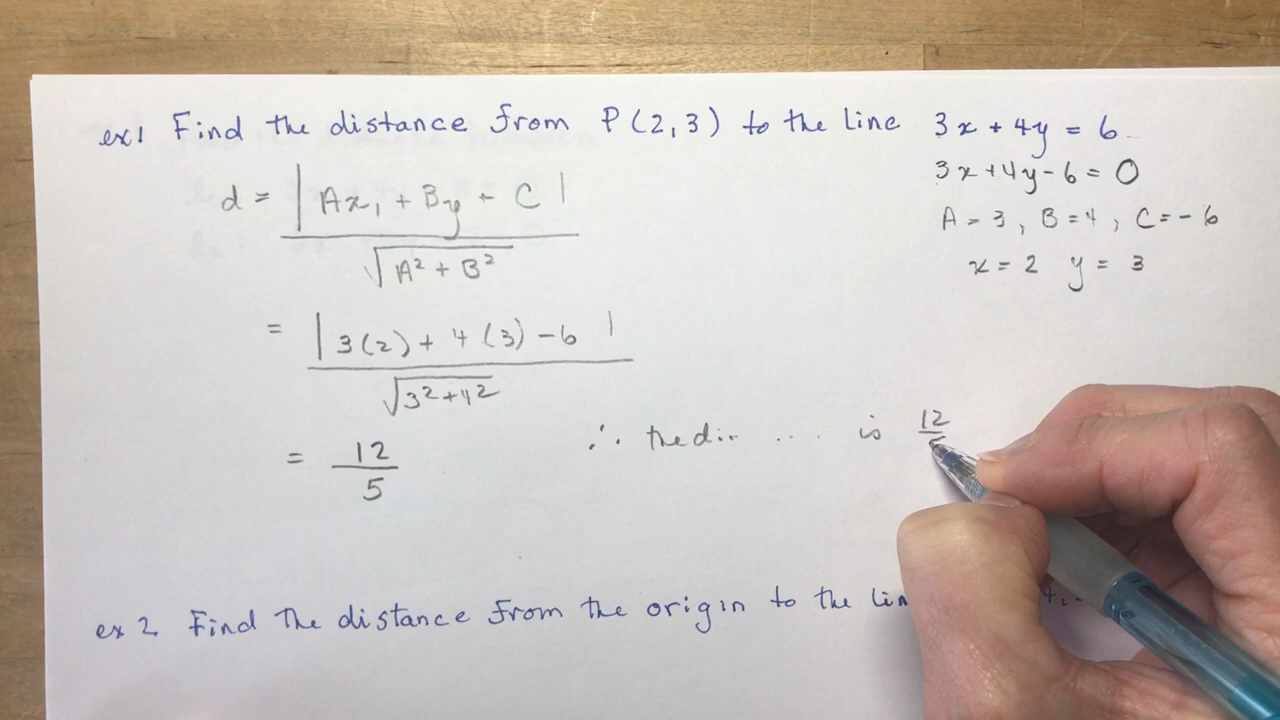 ex1 Find the distance from P(2,3) to the line 3x + 4y = 6
3x+4y-6=0
A = 3, B=4, C=-6
x=2 y=3
d = |Ax₁ + By + C|
√A² + B²
= |3(2) + 4(3) -6|
√3²+4²
= 12
5
∴ the di.. .... is 12
5
ex 2 Find The distance from the origin to the